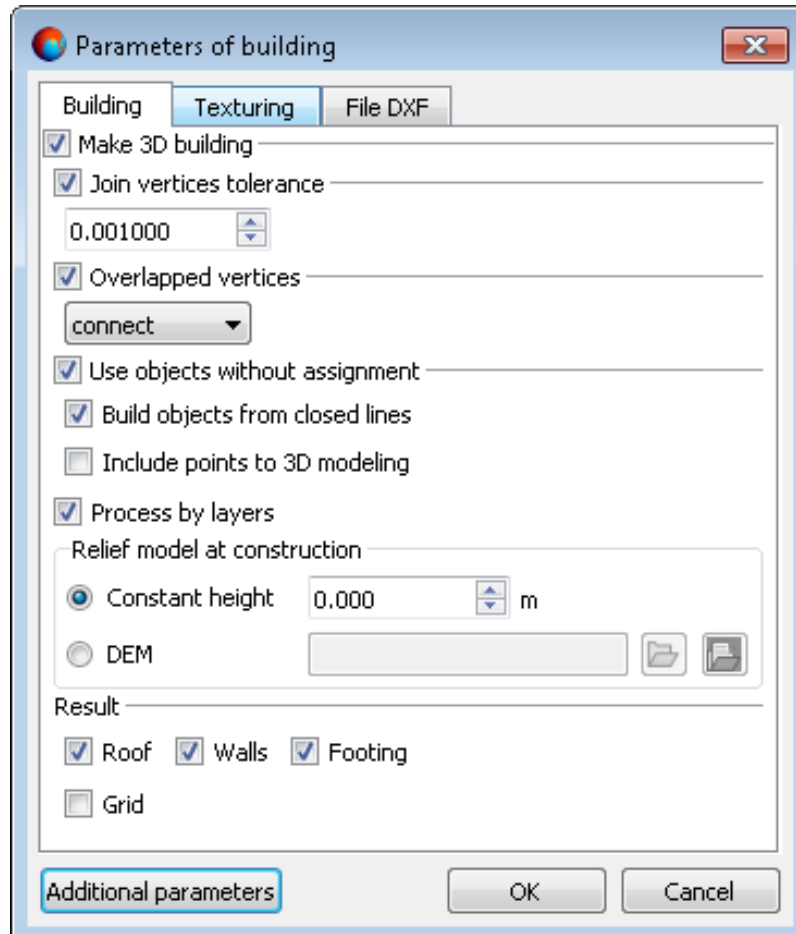 Parameters of building
Building Texturing File DXF
Make 3D building
Join vertices tolerance
0.001000
Overlapped vertices
connect
Use objects without assignment
Build objects from closed lines
Include points to 3D modeling
Process by layers
Relief model at construction
Constant height 0.000 m
DEM
Result
Roof Walls Footing
Grid
Additional parameters OK Cancel